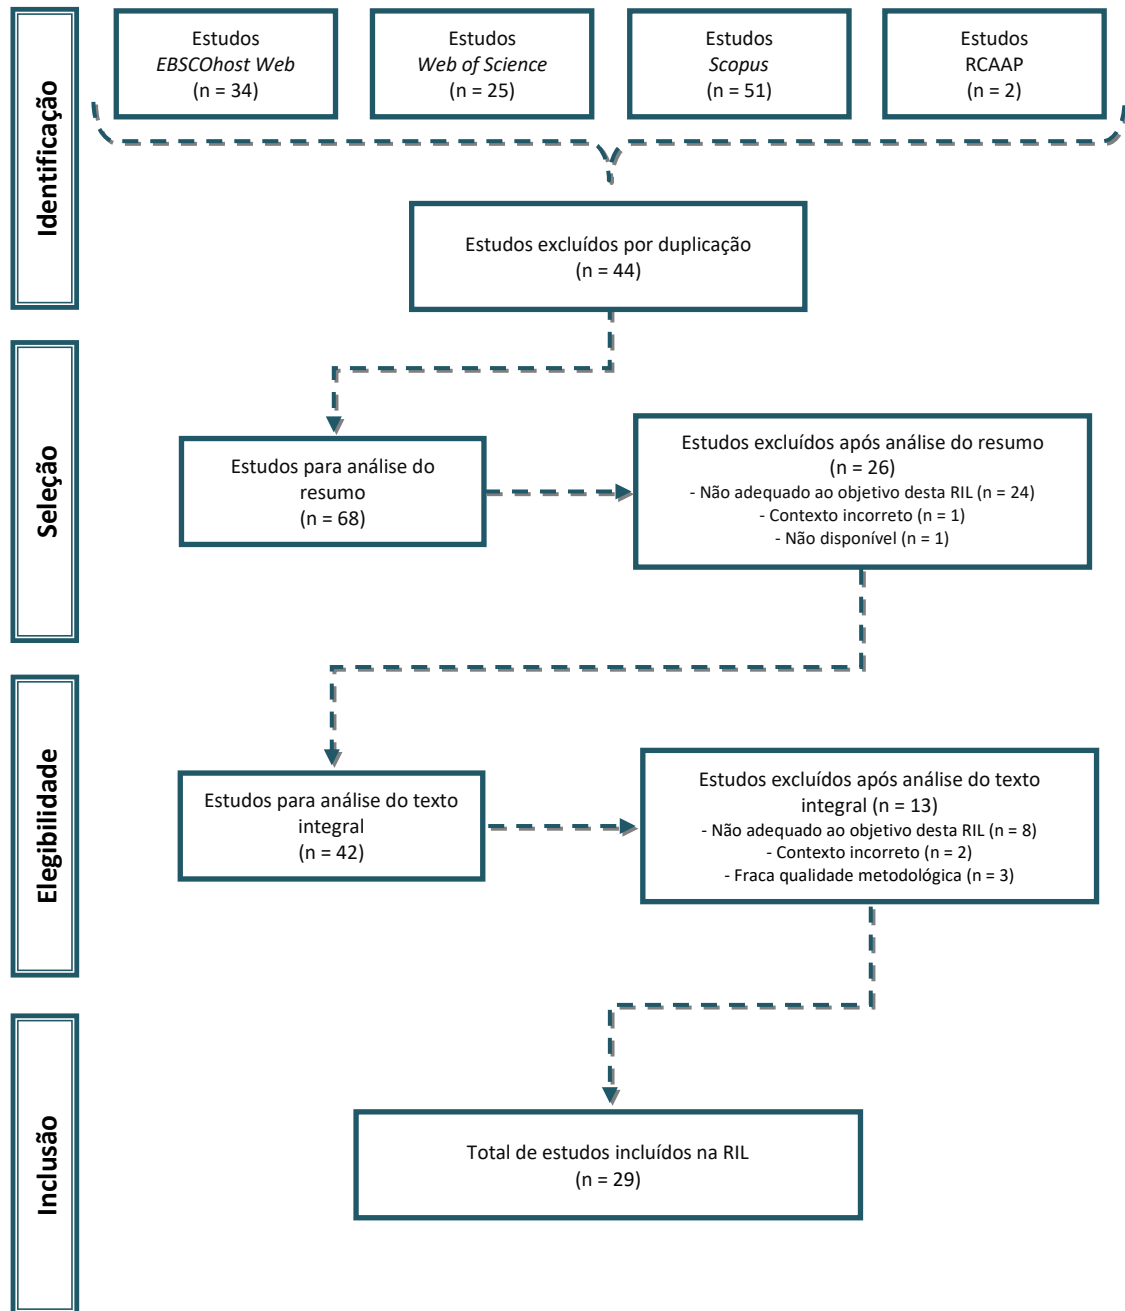 Identificação
Estudos
EBSCOhost Web
(n = 34)
Estudos
Web of Science
(n = 25)
Estudos
Scopus
(n = 51)
Estudos
RCAAP
(n = 2)
Estudos excluídos por duplicação
(n = 44)
Seleção
Estudos para análise do
resumo
(n = 68)
Estudos excluídos após análise do resumo
(n = 26)
- Não adequado ao objetivo desta RIL (n = 24)
- Contexto incorreto (n = 1)
- Não disponível (n = 1)
Elegibilidade
Estudos para análise do texto
integral
(n = 42)
Estudos excluídos após análise do texto
integral (n = 13)
- Não adequado ao objetivo desta RIL (n = 8)
- Contexto incorreto (n = 2)
- Fraca qualidade metodológica (n = 3)
Inclusão
Total de estudos incluídos na RIL
(n = 29)